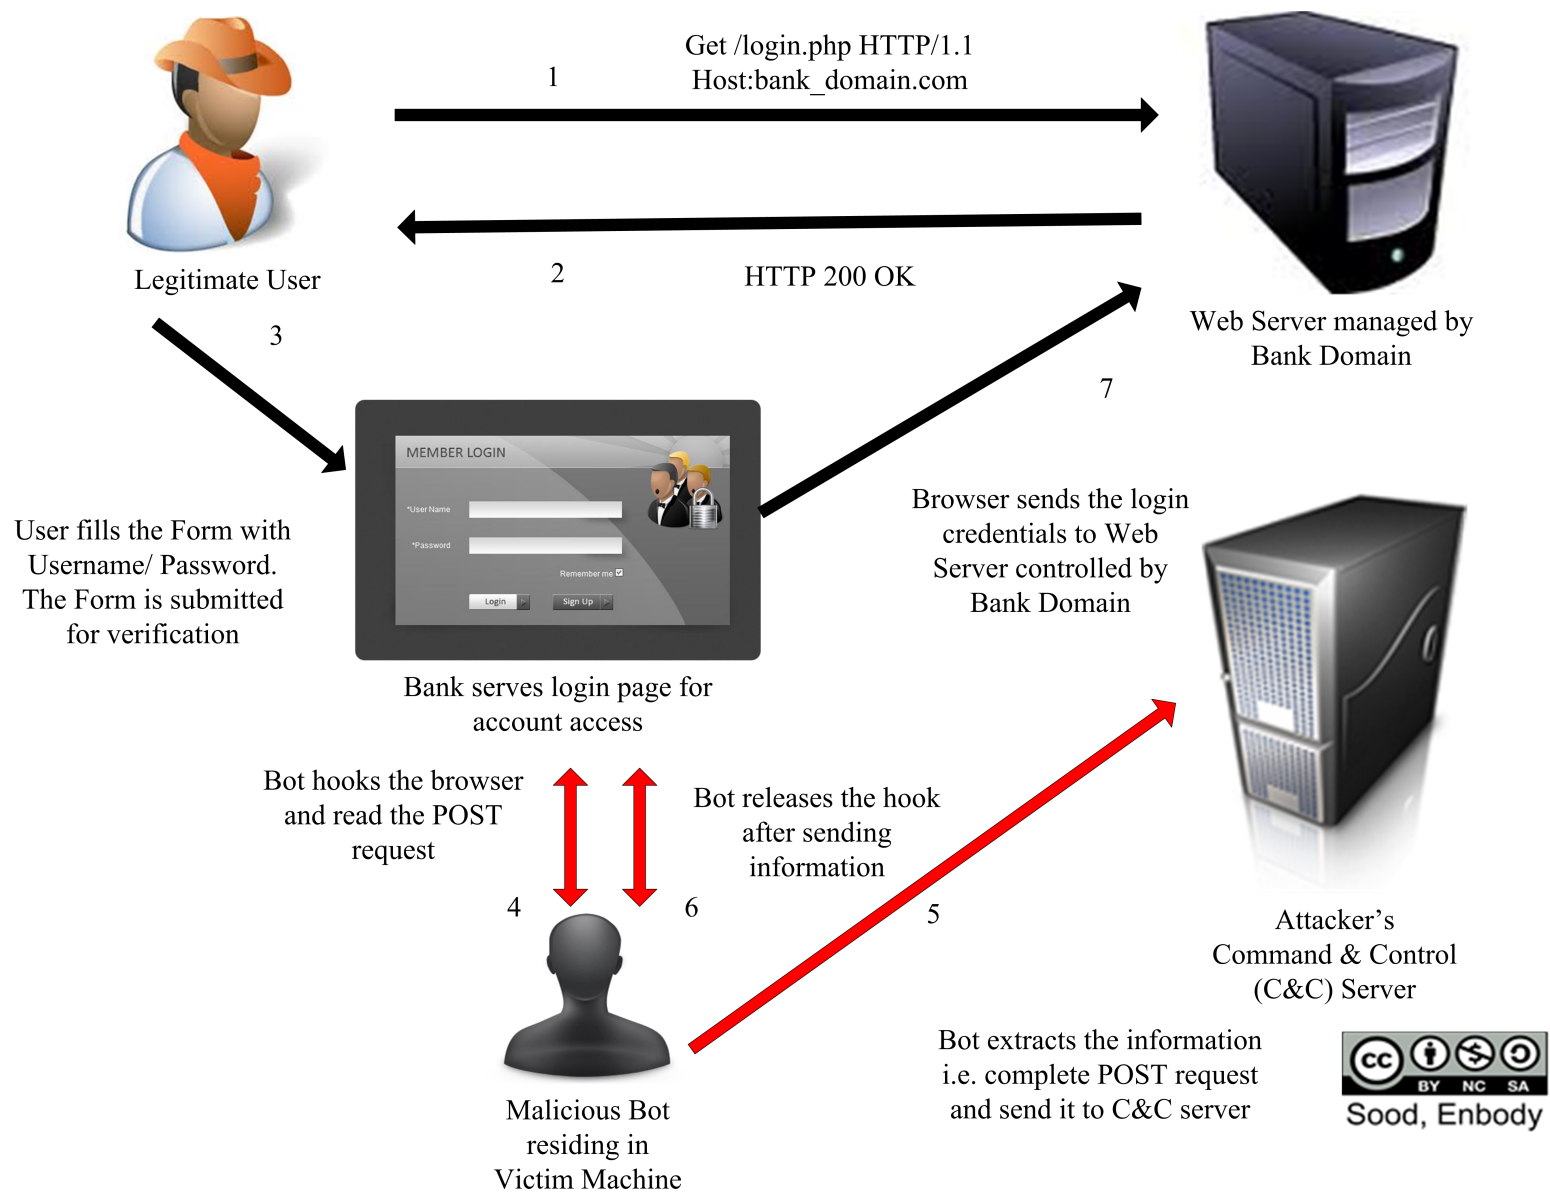 Get /login.php HTTP/1.1
Host:bank_domain.com
1
2
HTTP 200 OK
Legitimate User
3
Web Server managed by
Bank Domain
7
MEMBER LOGIN
*User Name
*Password
Remember me
Login
Sign Up
User fills the Form with
Username/ Password.
The Form is submitted
for verification
Browser sends the login
credentials to Web
Server controlled by
Bank Domain
Bank serves login page for
account access
Bot hooks the browser
and read the POST
request
Bot releases the hook
after sending
information
4
6
5
Attacker’s
Command & Control
(C&C) Server
Bot extracts the information
i.e. complete POST request
and send it to C&C server
Malicious Bot
residing in
Victim Machine
cc
BY NC SA
Sood, Enbody